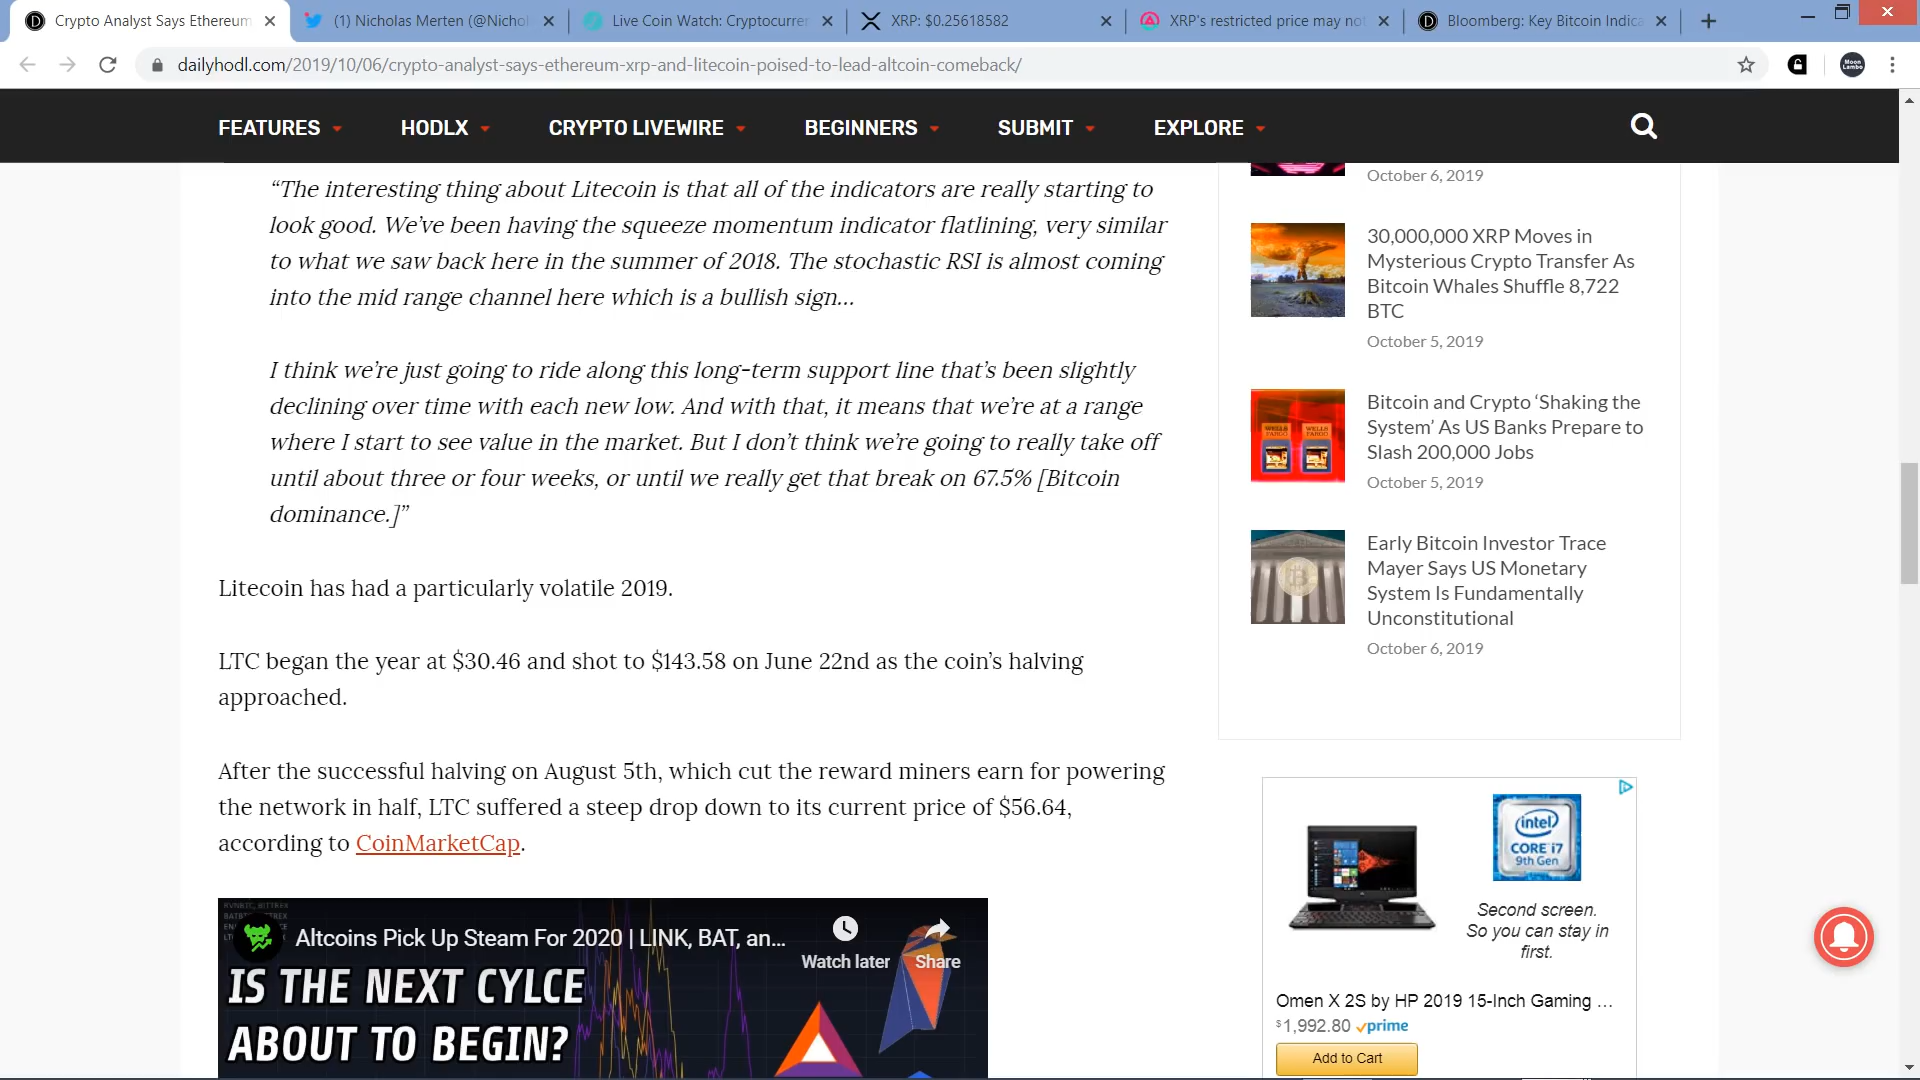 Crypto Analyst Says Ethereum
(1) Nicholas Merten (@Nichol
Live Coin Watch: Cryptocurre
XRP: $0.25618582
XRP's restricted price may not
Bloomberg: Key Bitcoin Indica
dailyhodl.com/2019/10/06/crypto-analyst-says-ethereum-xrp-and-litecoin-poised-to-lead-altcoin-comeback/
Moon
Lambo
FEATURES
HODLX
CRYPTO LIVEWIRE
BEGINNERS
SUBMIT
EXPLORE
“The interesting thing about Litecoin is that all of the indicators are really starting to
look good. We’ve been having the squeeze momentum indicator flatlining, very similar
to what we saw back here in the summer of 2018. The stochastic RSI is almost coming
into the mid range channel here which is a bullish sign…
I think we’re just going to ride along this long-term support line that’s been slightly
declining over time with each new low. And with that, it means that we’re at a range
where I start to see value in the market. But I don’t think we’re going to really take off
until about three or four weeks, or until we really get that break on 67.5% [Bitcoin
dominance.]”
Litecoin has had a particularly volatile 2019.
LTC began the year at $30.46 and shot to $143.58 on June 22nd as the coin’s halving
approached.
After the successful halving on August 5th, which cut the reward miners earn for powering
the network in half, LTC suffered a steep drop down to its current price of $56.64,
according to CoinMarketCap.
Altcoins Pick Up Steam For 2020 | LINK, BAT, an...
Watch later
Share
IS THE NEXT CYLCE
ABOUT TO BEGIN?
October 6, 2019
30,000,000 XRP Moves in
Mysterious Crypto Transfer As
Bitcoin Whales Shuffle 8,722
BTC
October 5, 2019
WELLS FARGO
WELLS FARGO
Bitcoin and Crypto ‘Shaking the
System’ As US Banks Prepare to
Slash 200,000 Jobs
October 5, 2019
Early Bitcoin Investor Trace
Mayer Says US Monetary
System Is Fundamentally
Unconstitutional
October 6, 2019
intel
CORE i7
9th Gen
Second screen.
So you can stay in
first.
Omen X 2S by HP 2019 15-Inch Gaming ...
$1,992.80 prime
Add to Cart